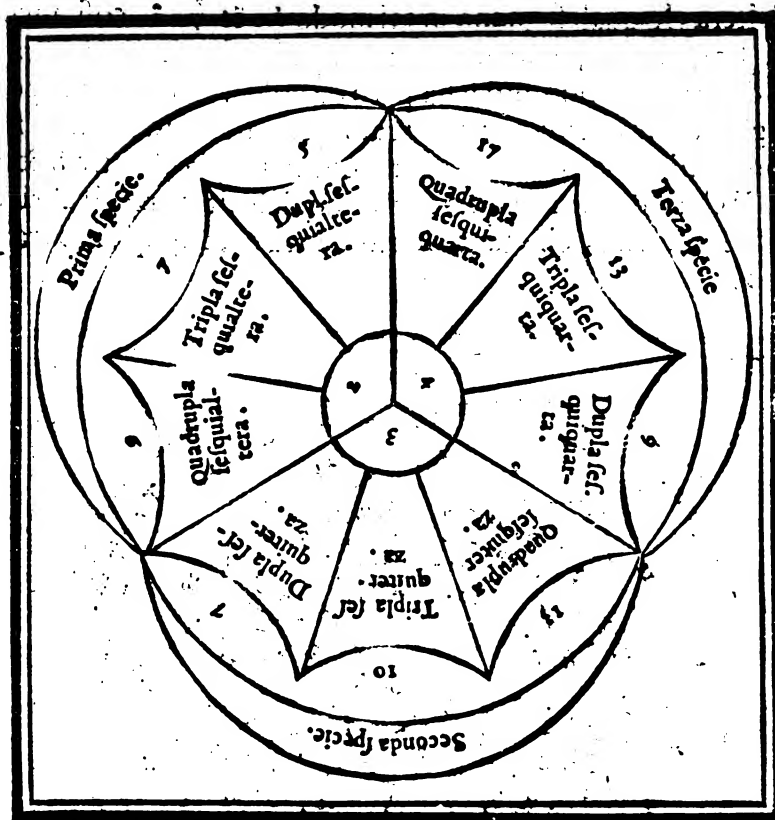 Prima ſpecie.
5
Dupl. ſeſ-
quialte-
ra.
7
Tripla ſeſ-
quialte-
ra.
9
Quadrupla
ſeſquial-
tera.
2
Terza ſpecie
17
Quadrupla
ſeſqui-
quarta.
13
Tripla ſeſ-
quiquar-
ta.
9
Dupla ſeſ.
quiquar-
ta.
4
3
Dupla ſeſ-
quiter-
za.
7
Tripla ſeſ
quiter-
za.
10
Quadrupla
ſeſquiter
za.
13
Seconda ſpecie.